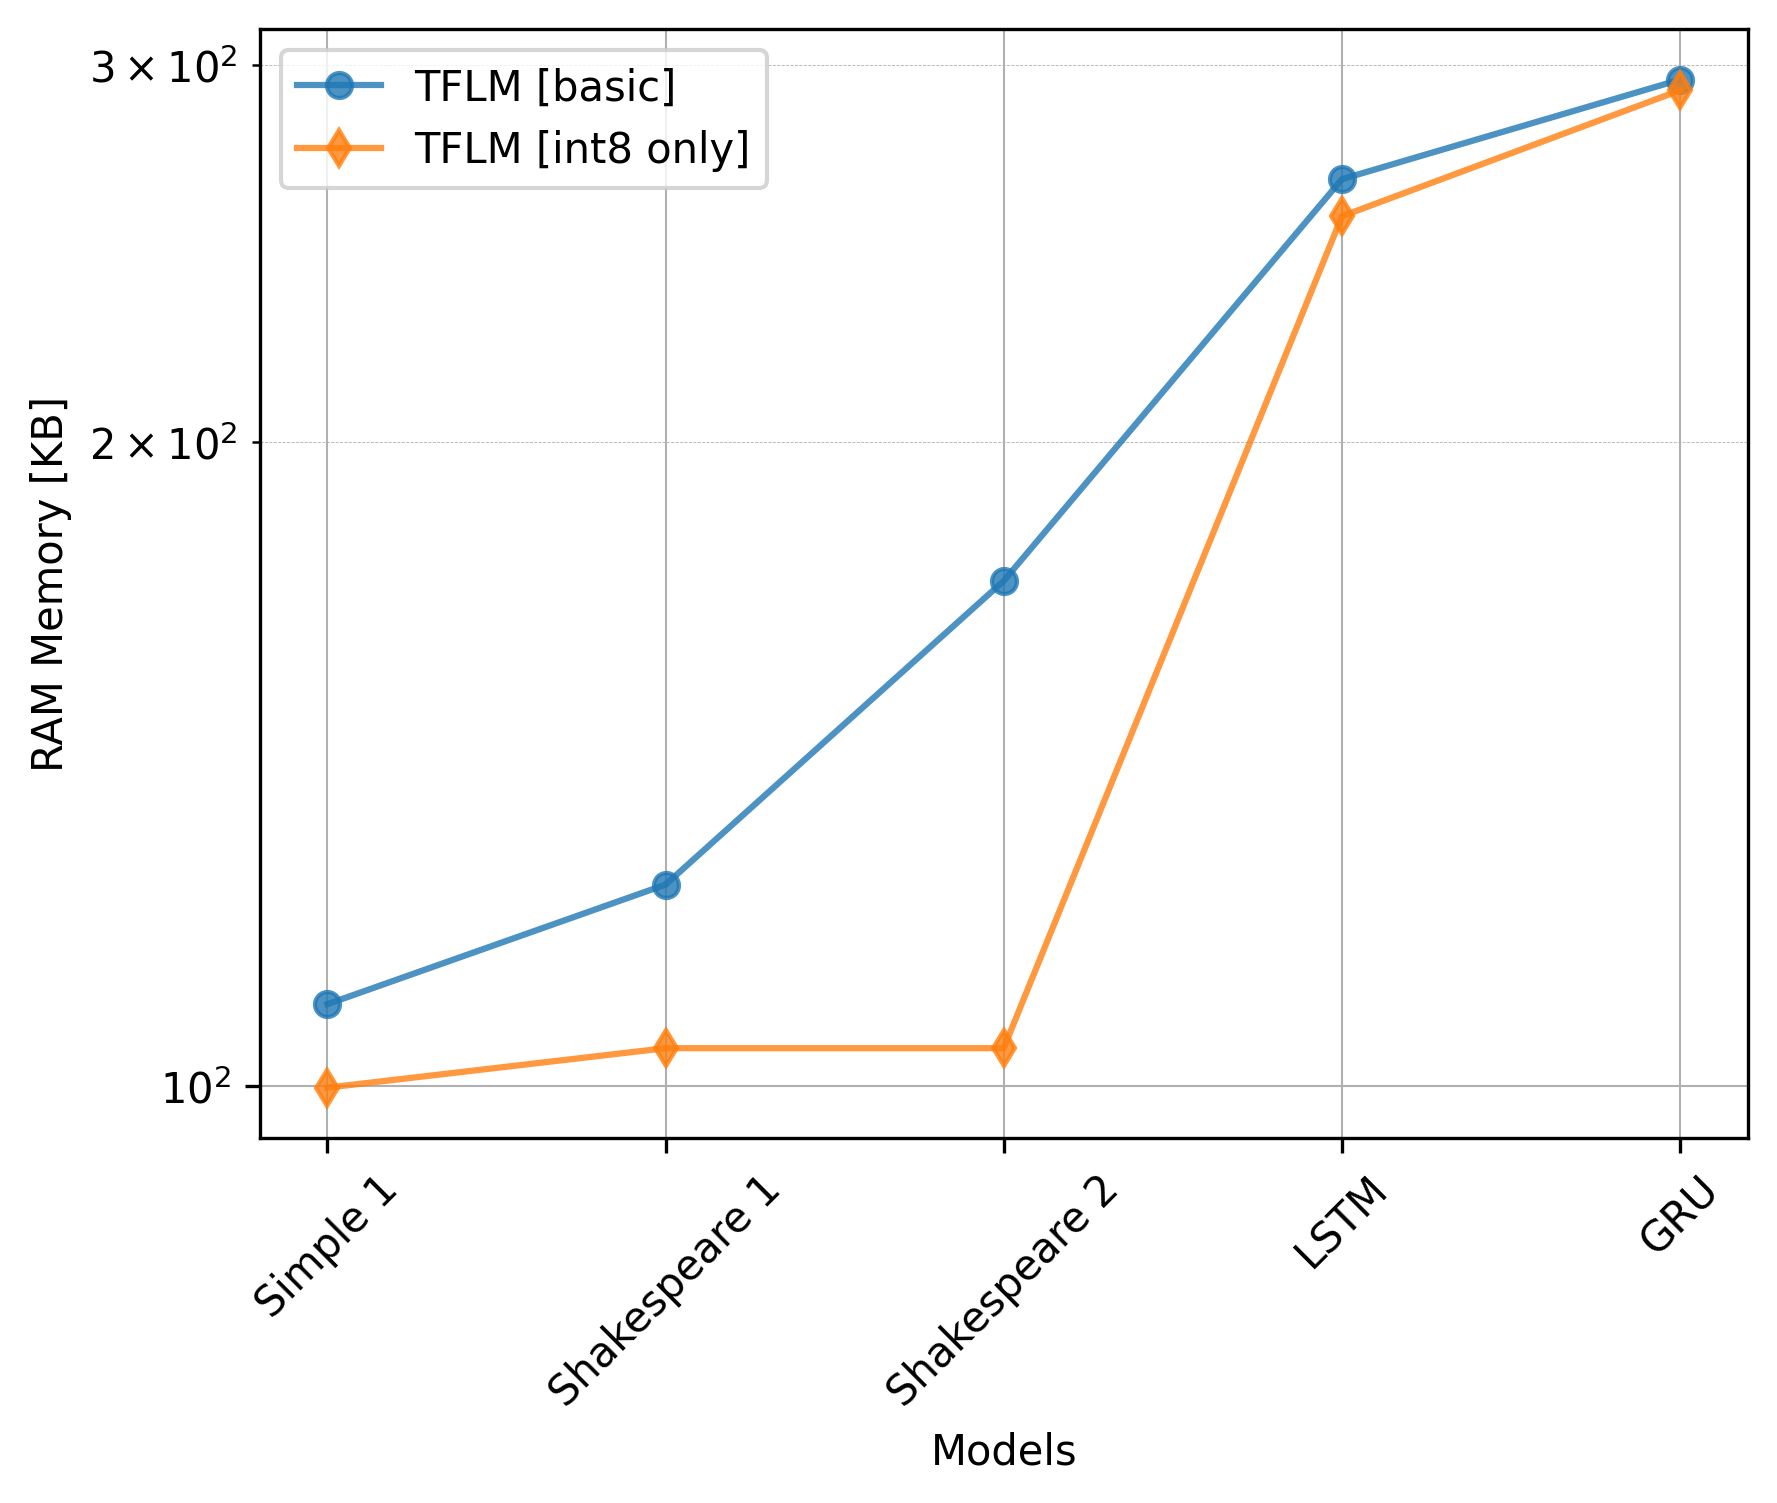 3 × 10²
TFLM [basic]
TFLM [int8 only]
2 × 10²
RAM Memory [KB]
10²
Simple 1
Shakespeare 1
Shakespeare 2
LSTM
GRU
Models